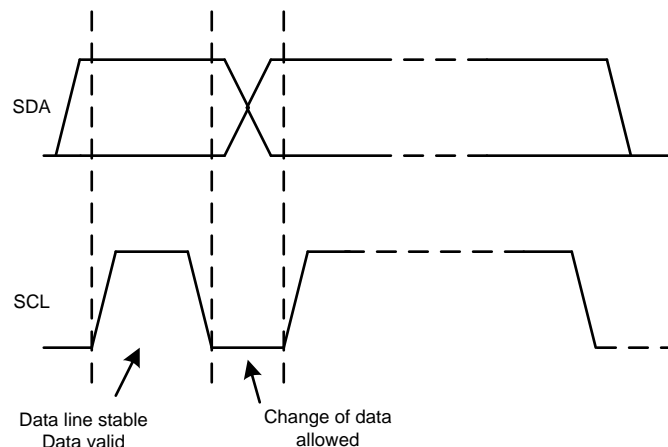 SDA
SCL
Data line stable
Data valid
Change of data
allowed